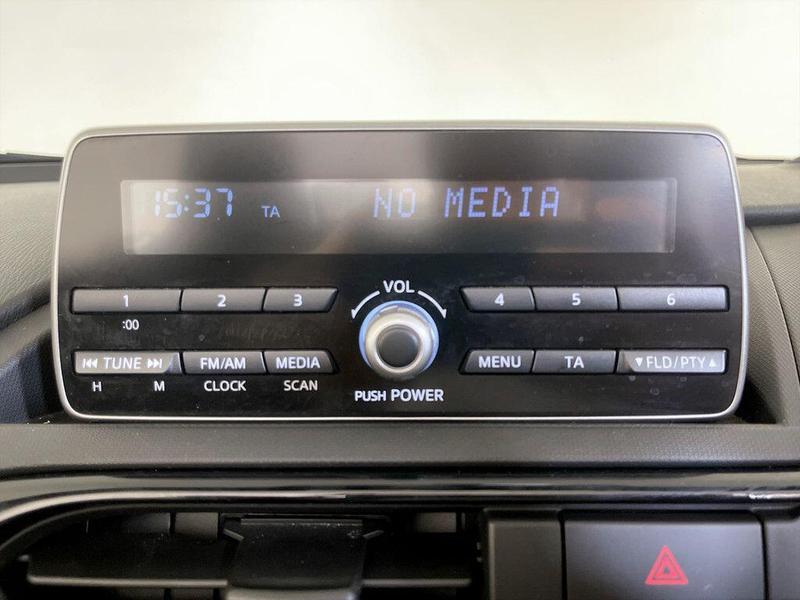 15:37 TA NO MEDIA
VOL
1 2 3 4 5 6
:00
TUNE FM/AM MEDIA MENU TA ▼FLD/PTY▲
H M CLOCK SCAN
PUSH POWER